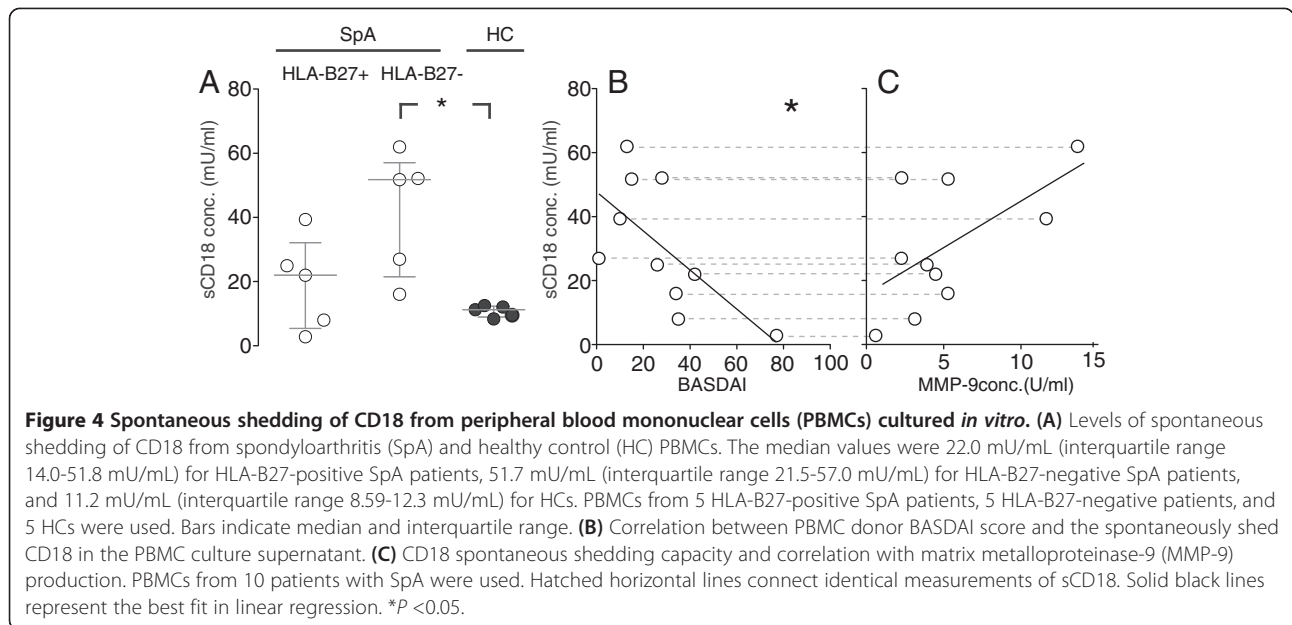 SpA HC
HLA-B27+ HLA-B27-
A B C
80 80
* *
60 60
40 40
20 20
0 0
sCD18 conc. (mU/ml) sCD18 conc. (mU/ml)
0 20 40 60 80 100 0 5 10 15
BASDAI MMP-9conc.(U/ml)
Figure 4 Spontaneous shedding of CD18 from peripheral blood mononuclear cells (PBMCs) cultured in vitro. (A) Levels of spontaneous
shedding of CD18 from spondyloarthritis (SpA) and healthy control (HC) PBMCs. The median values were 22.0 mU/mL (interquartile range
14.0-51.8 mU/mL) for HLA-B27-positive SpA patients, 51.7 mU/mL (interquartile range 21.5-57.0 mU/mL) for HLA-B27-negative SpA patients,
and 11.2 mU/mL (interquartile range 8.59-12.3 mU/mL) for HCs. PBMCs from 5 HLA-B27-positive SpA patients, 5 HLA-B27-negative patients, and
5 HCs were used. Bars indicate median and interquartile range. (B) Correlation between PBMC donor BASDAI score and the spontaneously shed
CD18 in the PBMC culture supernatant. (C) CD18 spontaneous shedding capacity and correlation with matrix metalloproteinase-9 (MMP-9)
production. PBMCs from 10 patients with SpA were used. Hatched horizontal lines connect identical measurements of sCD18. Solid black lines
represent the best fit in linear regression. *P <0.05.